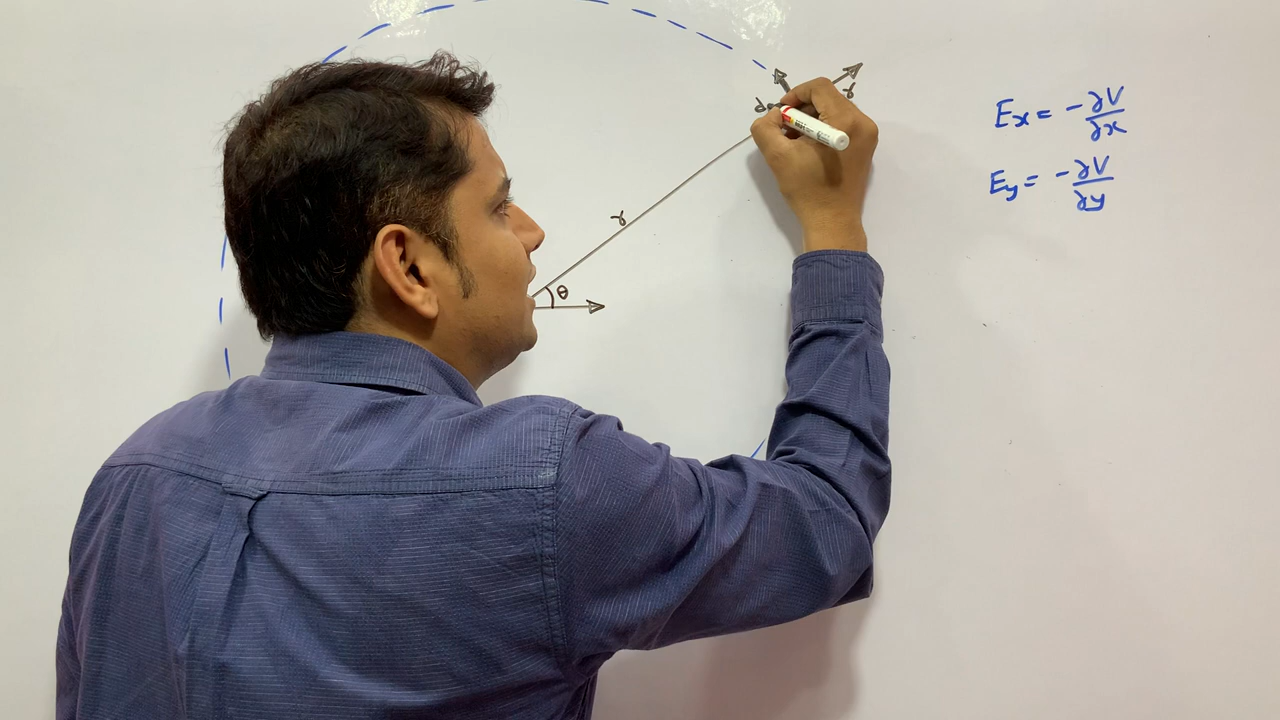 r
r
θ
Ex = -∂V/∂x
Ey = -∂V/∂y